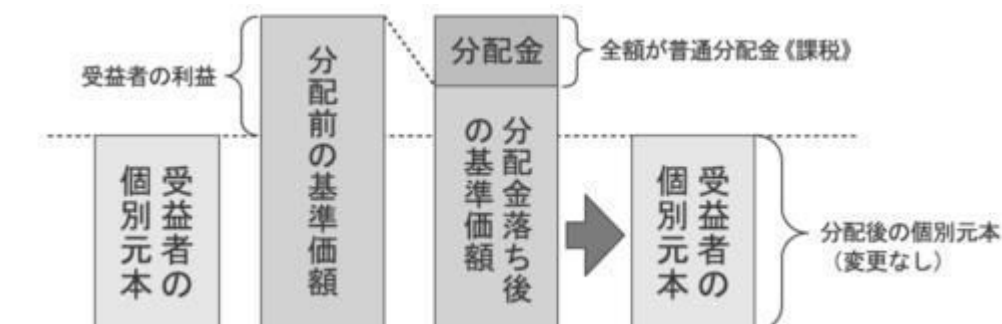 受益者の利益
受益者の
個別元本
分配前の基準価額
分配金
全額が普通分配金《課税》
分配金落ち後
の基準価額
受益者の
個別元本
分配後の個別元本
（変更なし）